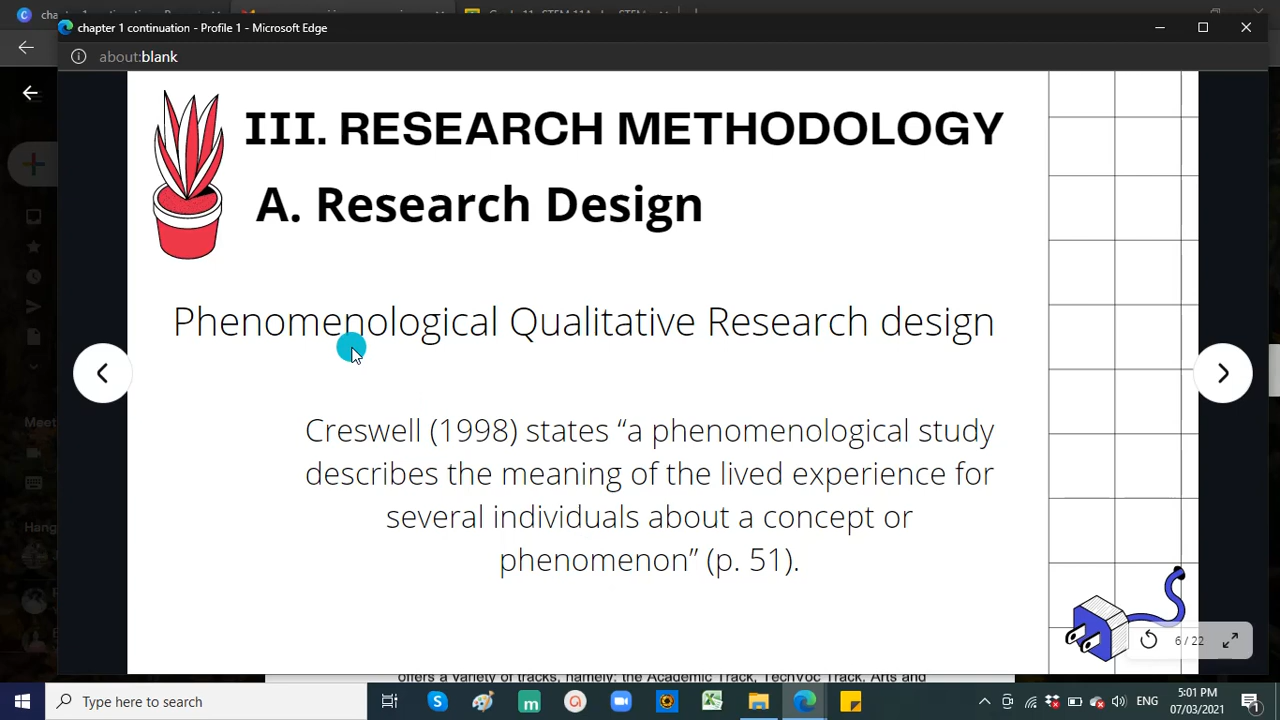 chapter 1 continuation - Profile 1 - Microsoft Edge
about:blank
III. RESEARCH METHODOLOGY
A. Research Design
Phenomenological Qualitative Research design
Creswell (1998) states “a phenomenological study
describes the meaning of the lived experience for
several individuals about a concept or
phenomenon” (p. 51).
6 / 22
Meet
Hang
offers a variety of tracks, namely: the Academic Track, TechVoc Track, Arts and
Type here to search
ENG
5:01 PM
07/03/2021